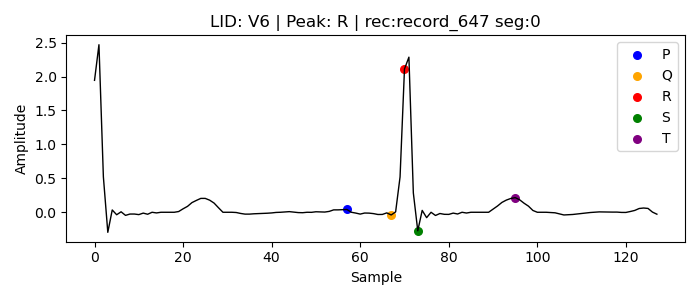 LID: V6 | Peak: R | rec:record_647 seg:0
2.5
2.0
1.5
1.0
0.5
0.0
Amplitude
0 20 40 60 80 100 120
Sample
P
Q
R
S
T